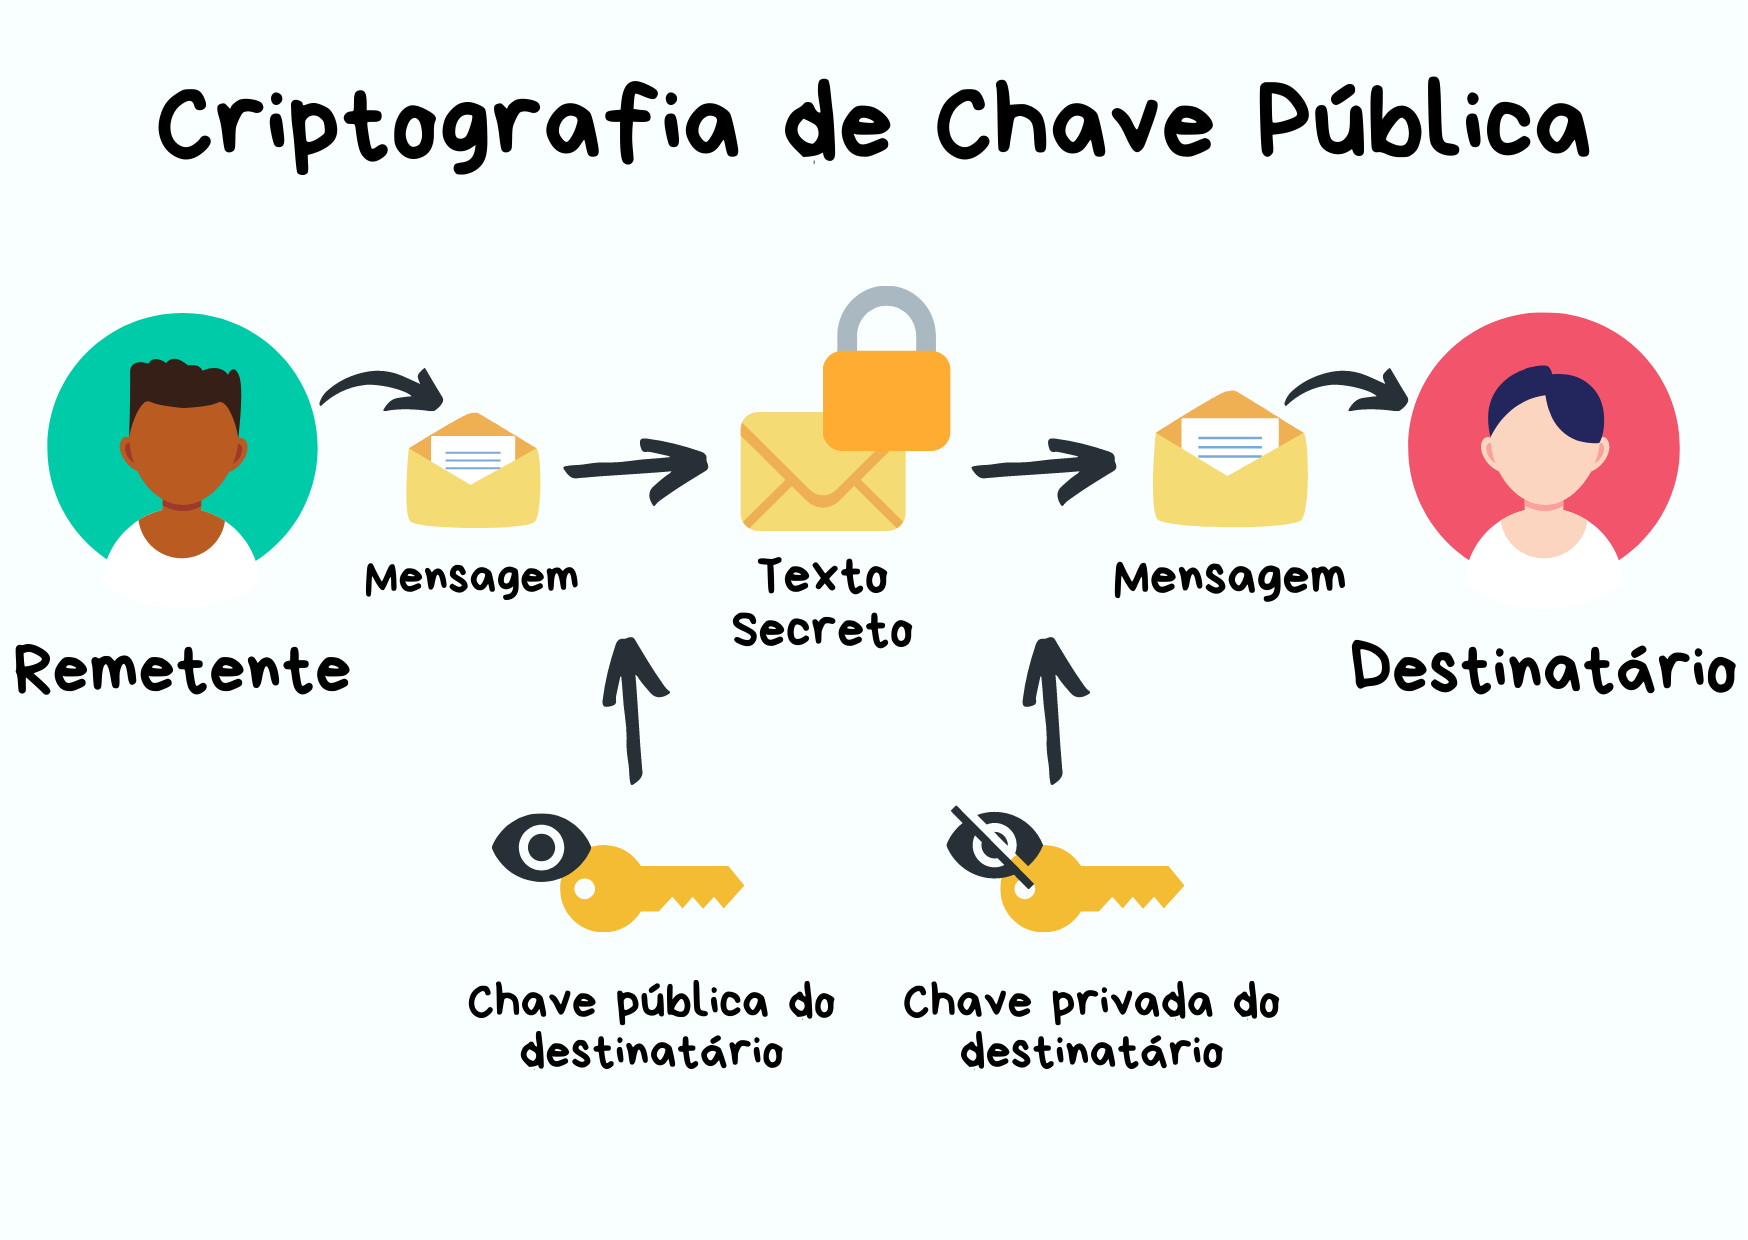 Criptografia de Chave Pública
Mensagem
Texto
Secreto
Mensagem
Remetente
Destinatário
Chave pública do
destinatário
Chave privada do
destinatário